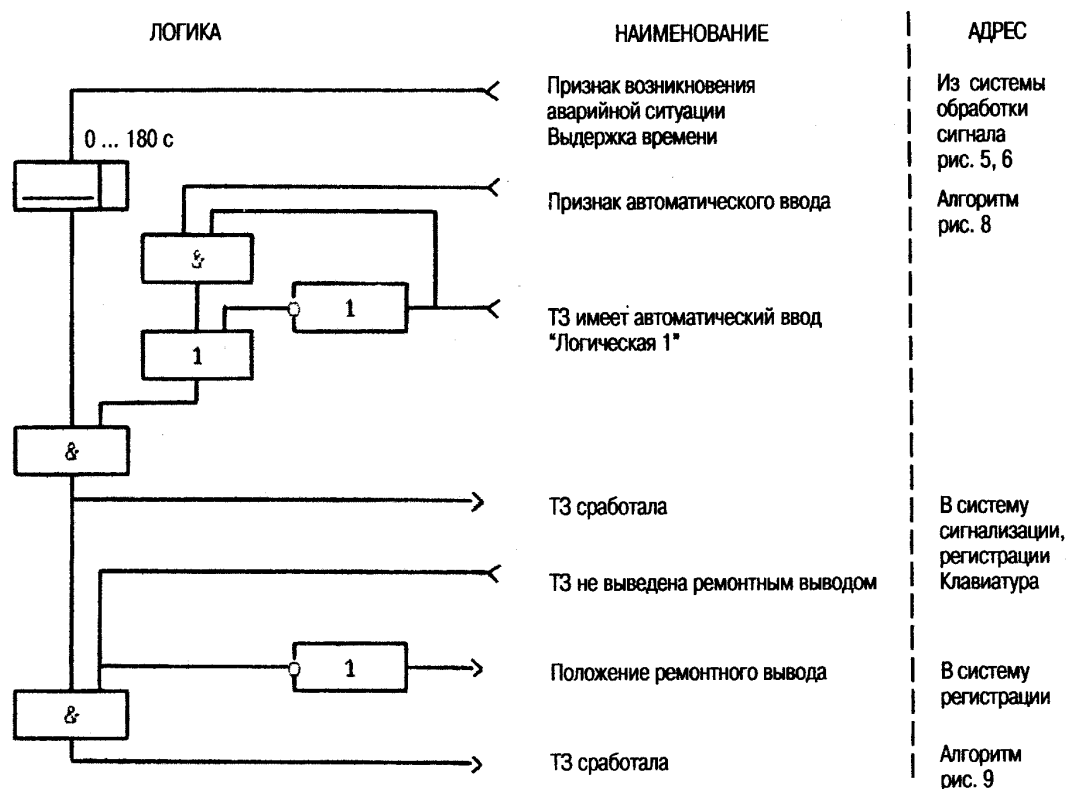 ЛОГИКА
НАИМЕНОВАНИЕ
АДРЕС
Признак возникновения
аварийной ситуации
Выдержка времени
Из системы
обработки
сигнала
рис. 5, 6
0 ... 180 с
Признак автоматического ввода
Алгоритм
рис. 8
&
1
ТЗ имеет автоматический ввод
"Логическая 1"
1
&
ТЗ сработала
В систему
сигнализации,
регистрации
ТЗ не выведена ремонтным выводом
Клавиатура
1
Положение ремонтного вывода
В систему
регистрации
&
ТЗ сработала
Алгоритм
рис. 9